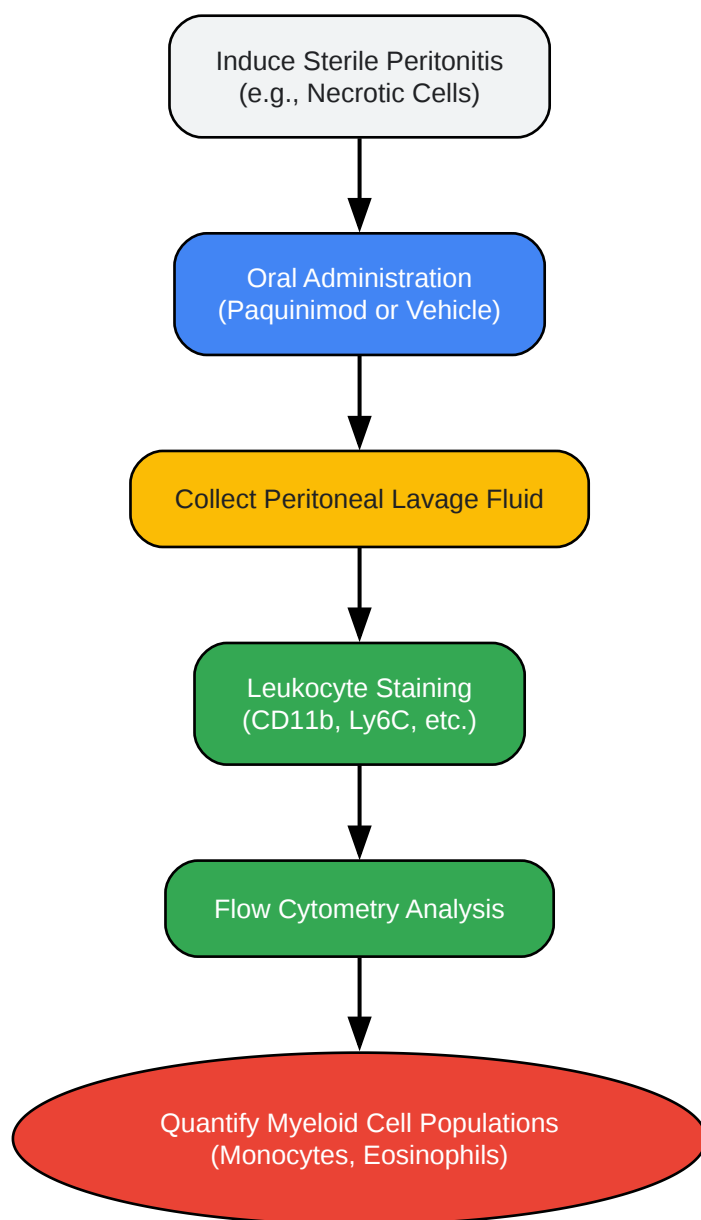 Induce Sterile Peritonitis
(e.g., Necrotic Cells)
Oral Administration
(Paquinimod or Vehicle)
Collect Peritoneal Lavage Fluid
Leukocyte Staining
(CD11b, Ly6C, etc.)
Flow Cytometry Analysis
Quantify Myeloid Cell Populations
(Monocytes, Eosinophils)